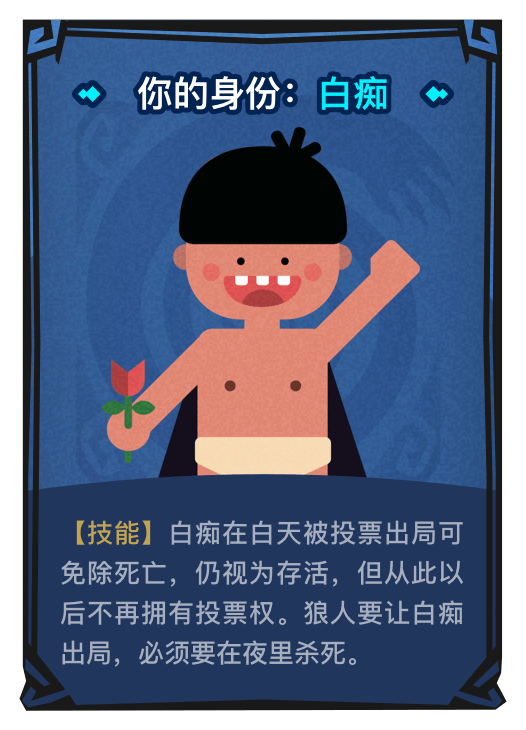 你的身份：白痴
【技能】白痴在白天被投票出局可
免除死亡，仍视为存活，但从此以
后不再拥有投票权。狼人要让白痴
出局，必须要在夜里杀死。